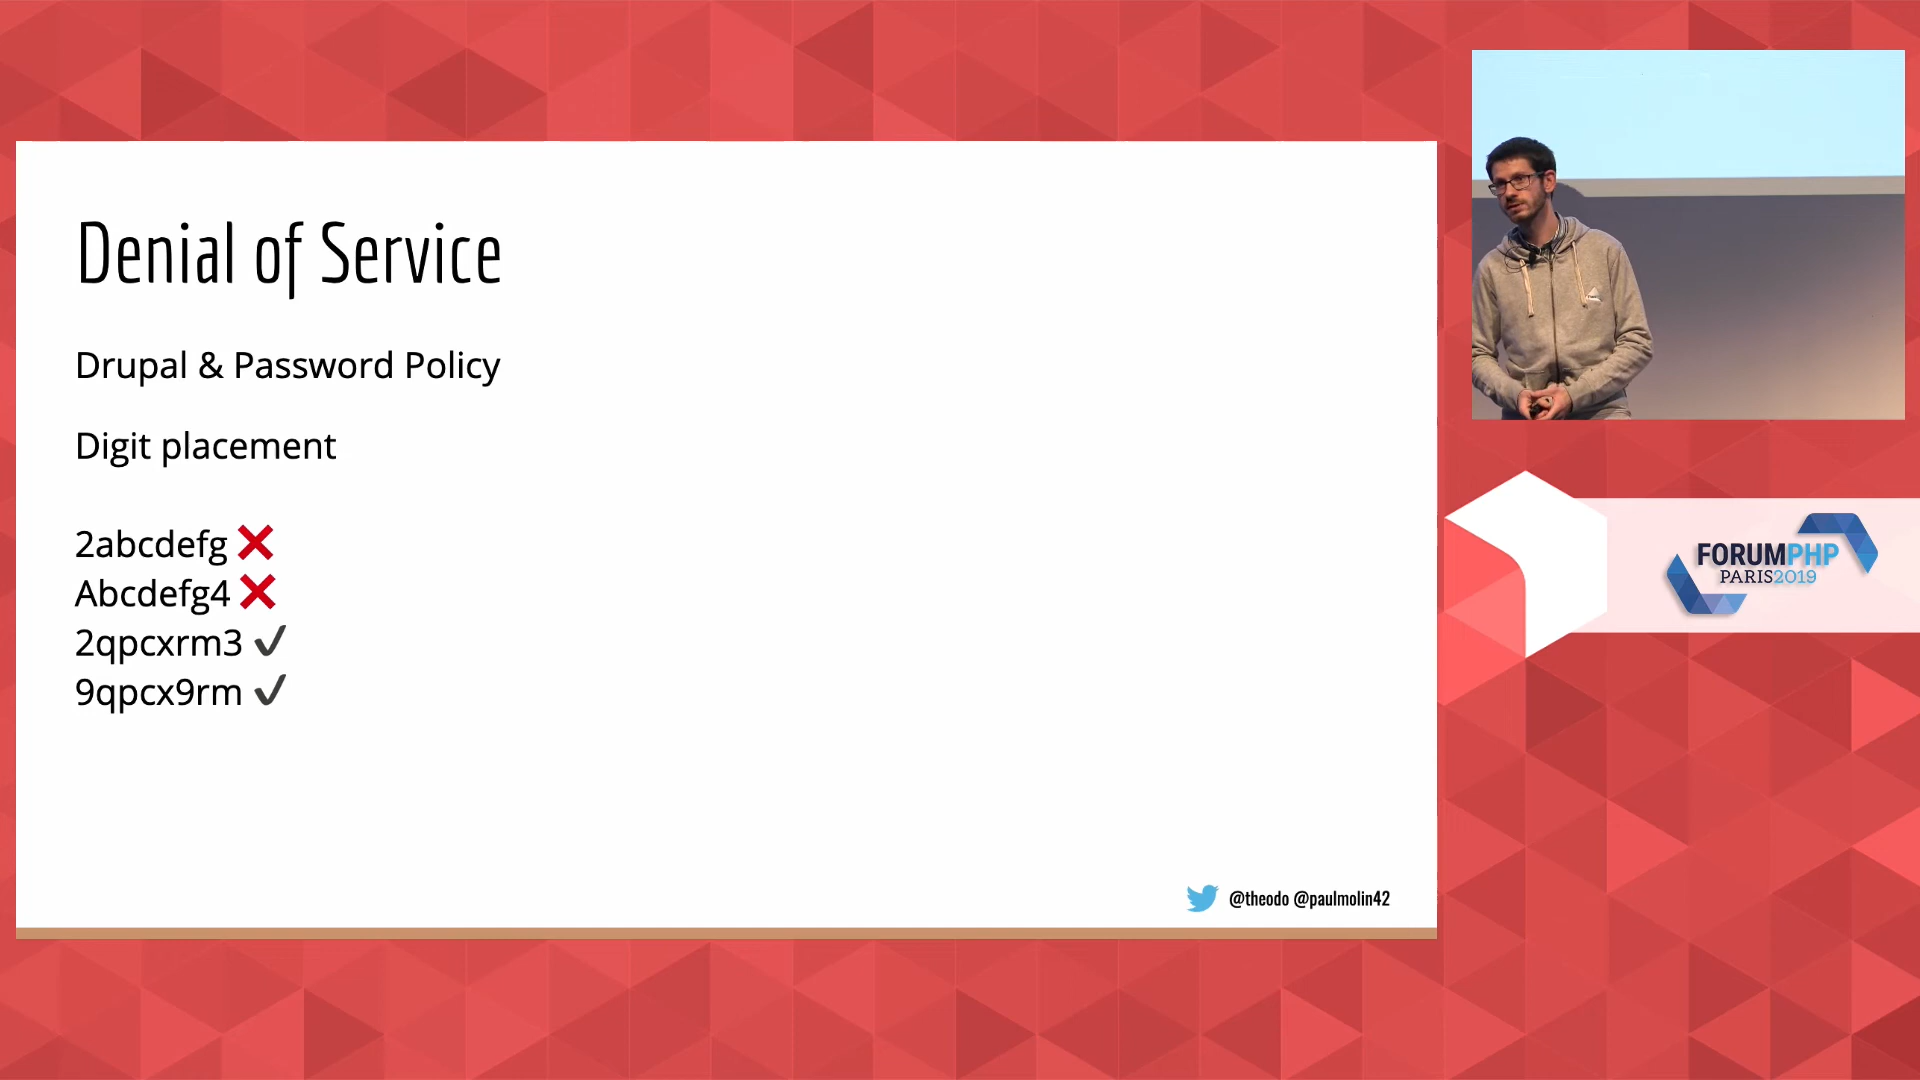 Denial of Service
Drupal & Password Policy
Digit placement
2abcdefg ❌
Abcdefg4 ❌
2qpcxrm3 ✔
9qpcx9rm ✔
@theodo @paulmolin42
FORUMPHP
PARIS2019